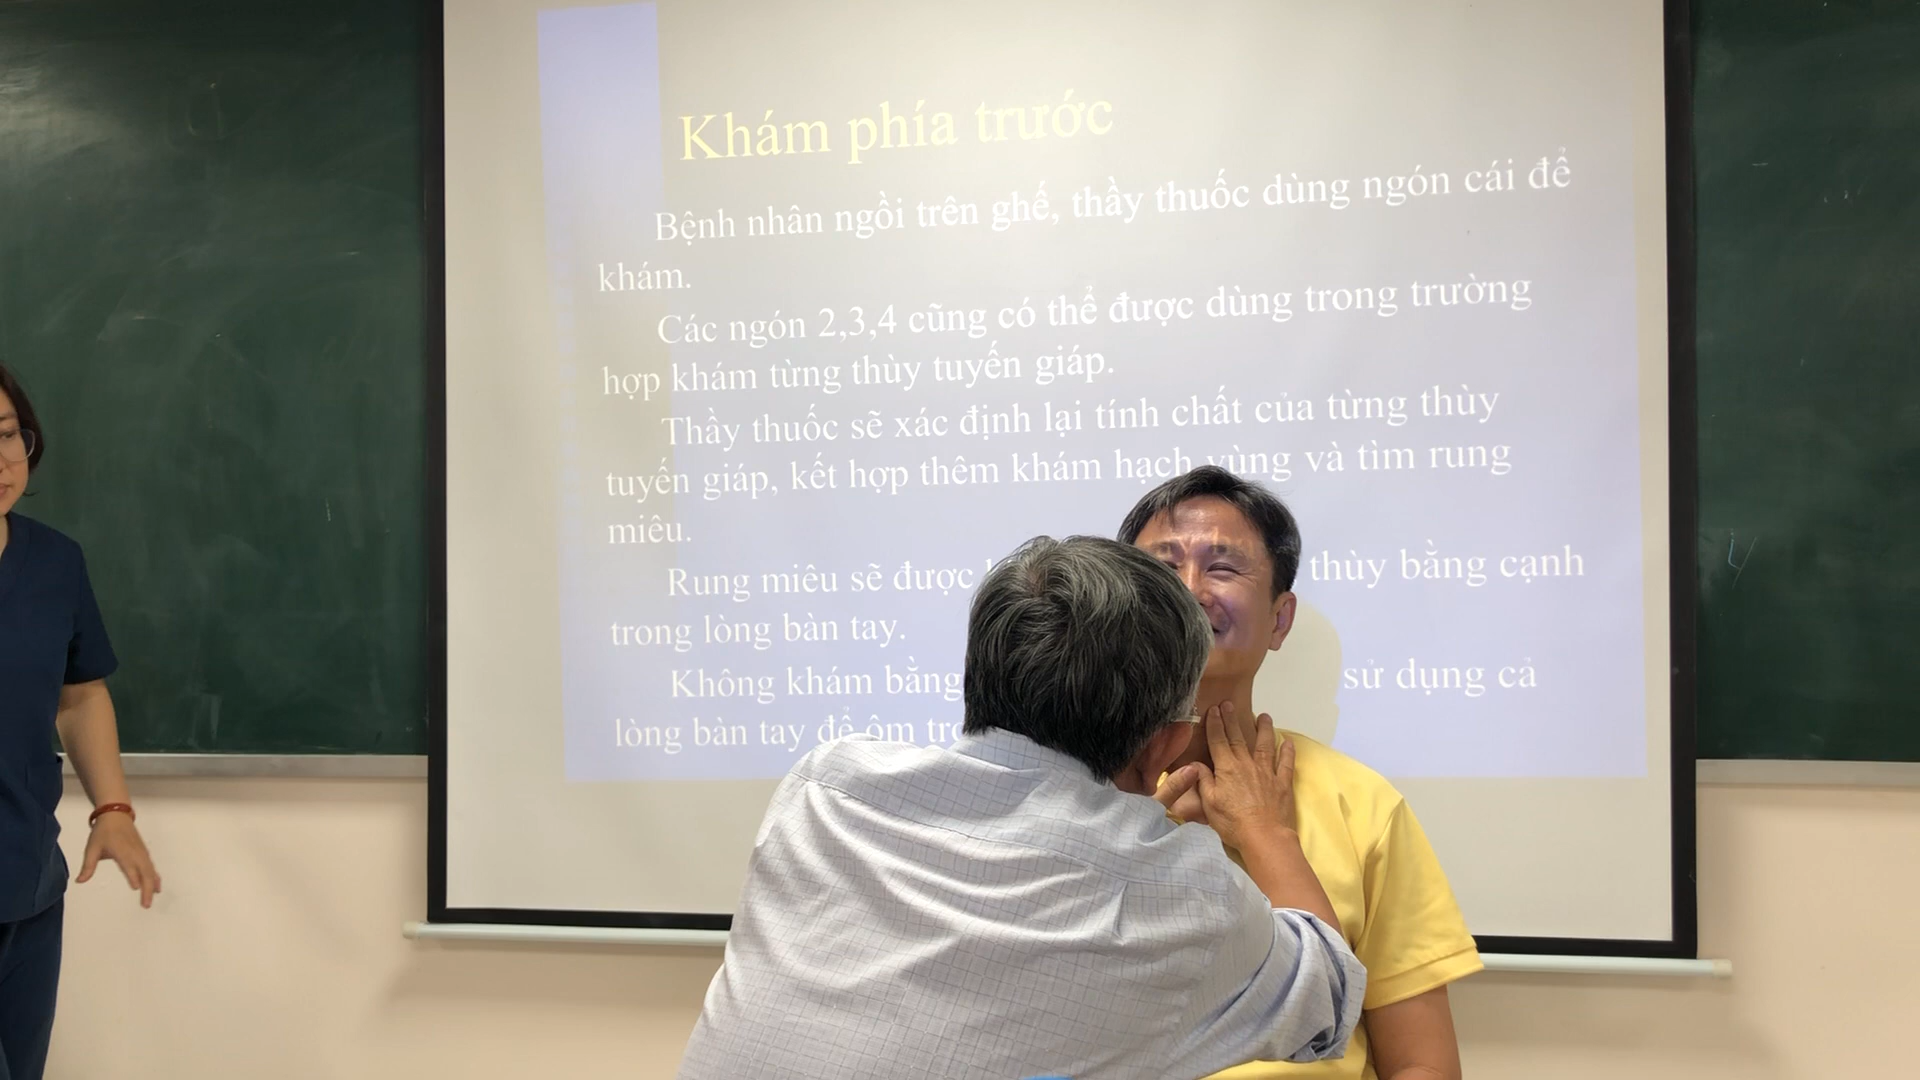 Khám phía trước
Bệnh nhân ngồi trên ghế, thầy thuốc dùng ngón cái để
khám.
Các ngón 2,3,4 cũng có thể được dùng trong trường
hợp khám từng thùy tuyến giáp.
Thầy thuốc sẽ xác định lại tính chất của từng thùy
tuyến giáp, kết hợp thêm khám hạch vùng và tìm rung
miêu.
Rung miêu sẽ được thùy bằng cạnh
trong lòng bàn tay.
Không khám bằng sử dụng cả
lòng bàn tay để ôm